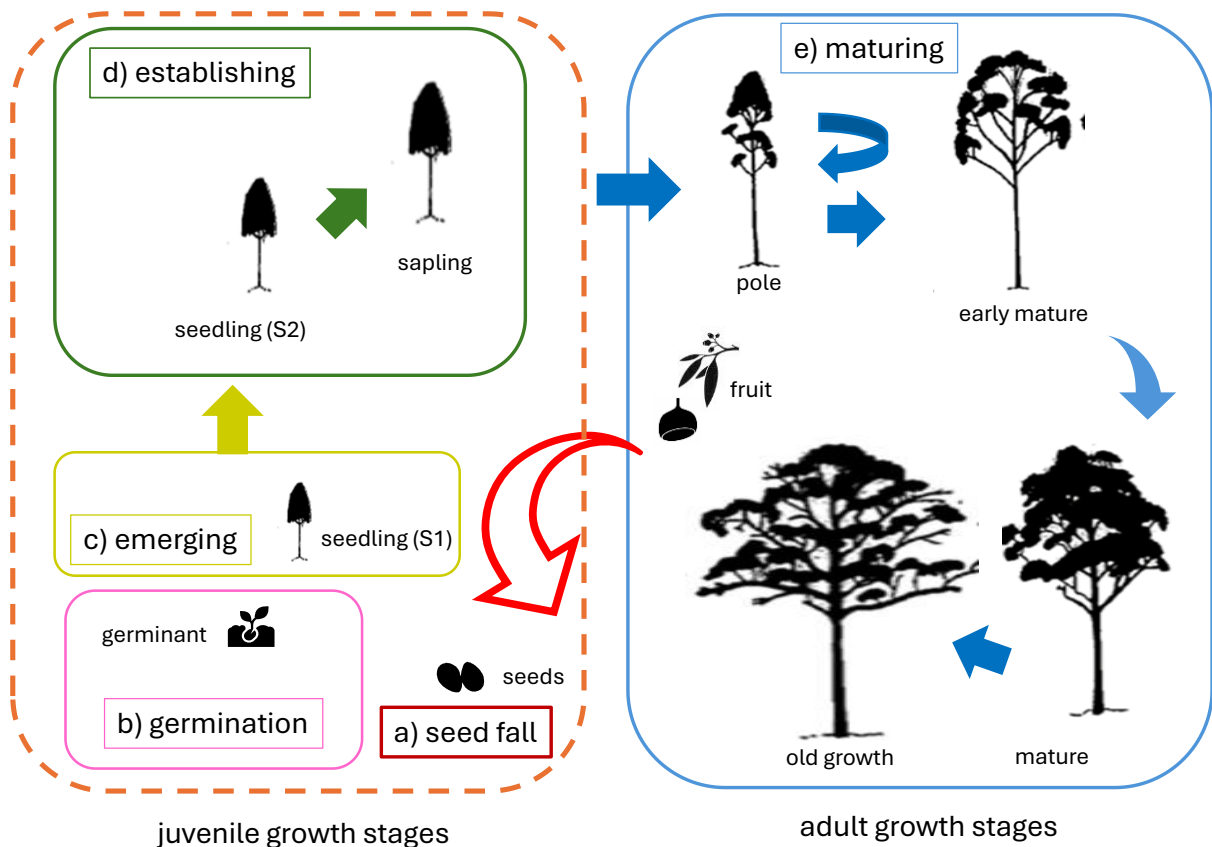 d) establishing
sapling
seedling (S2)
c) emerging
seedling (S1)
germinant
b) germination
seeds
a) seed fall
juvenile growth stages
e) maturing
pole
early mature
fruit
old growth
mature
adult growth stages